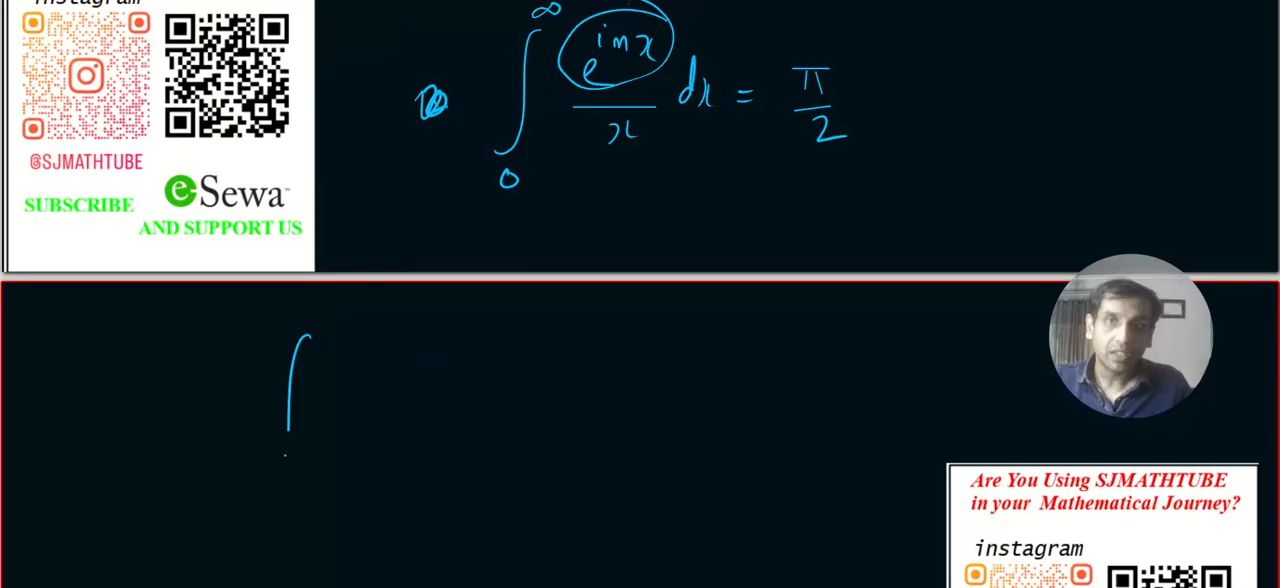 instagram
@SJMATHTUBE
SUBSCRIBE
e-Sewa™
AND SUPPORT US
∫₀^∞ e^{imx}/x dx = π/2
∫
Are You Using SJMATHTUBE
in your Mathematical Journey?
instagram